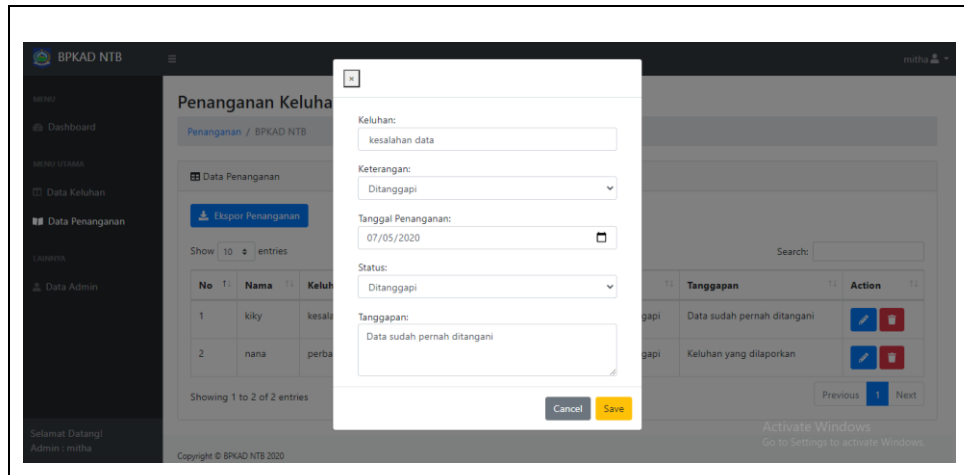 BPKAD NTB
mitha
MENU
Dashboard
MENU UTAMA
Data Keluhan
Data Penanganan
LAINNYA
Data Admin
Selamat Datang!
Admin : mitha
Penanganan Keluha
Penanganan / BPKAD NTB
Data Penanganan
Ekspor Penanganan
Show 10 entries
Search:
No Nama Keluh Tanggapan Action
1 kiky kesala gapi Data sudah pernah ditangani
2 nana perba gapi Keluhan yang dilaporkan
Showing 1 to 2 of 2 entries
Previous 1 Next
Copyright © BPKAD NTB 2020
×
Keluhan:
kesalahan data
Keterangan:
Ditanggapi
Tanggal Penanganan:
07/05/2020
Status:
Ditanggapi
Tanggapan:
Data sudah pernah ditangani
Cancel Save
Activate Windows
Go to Settings to activate Windows.